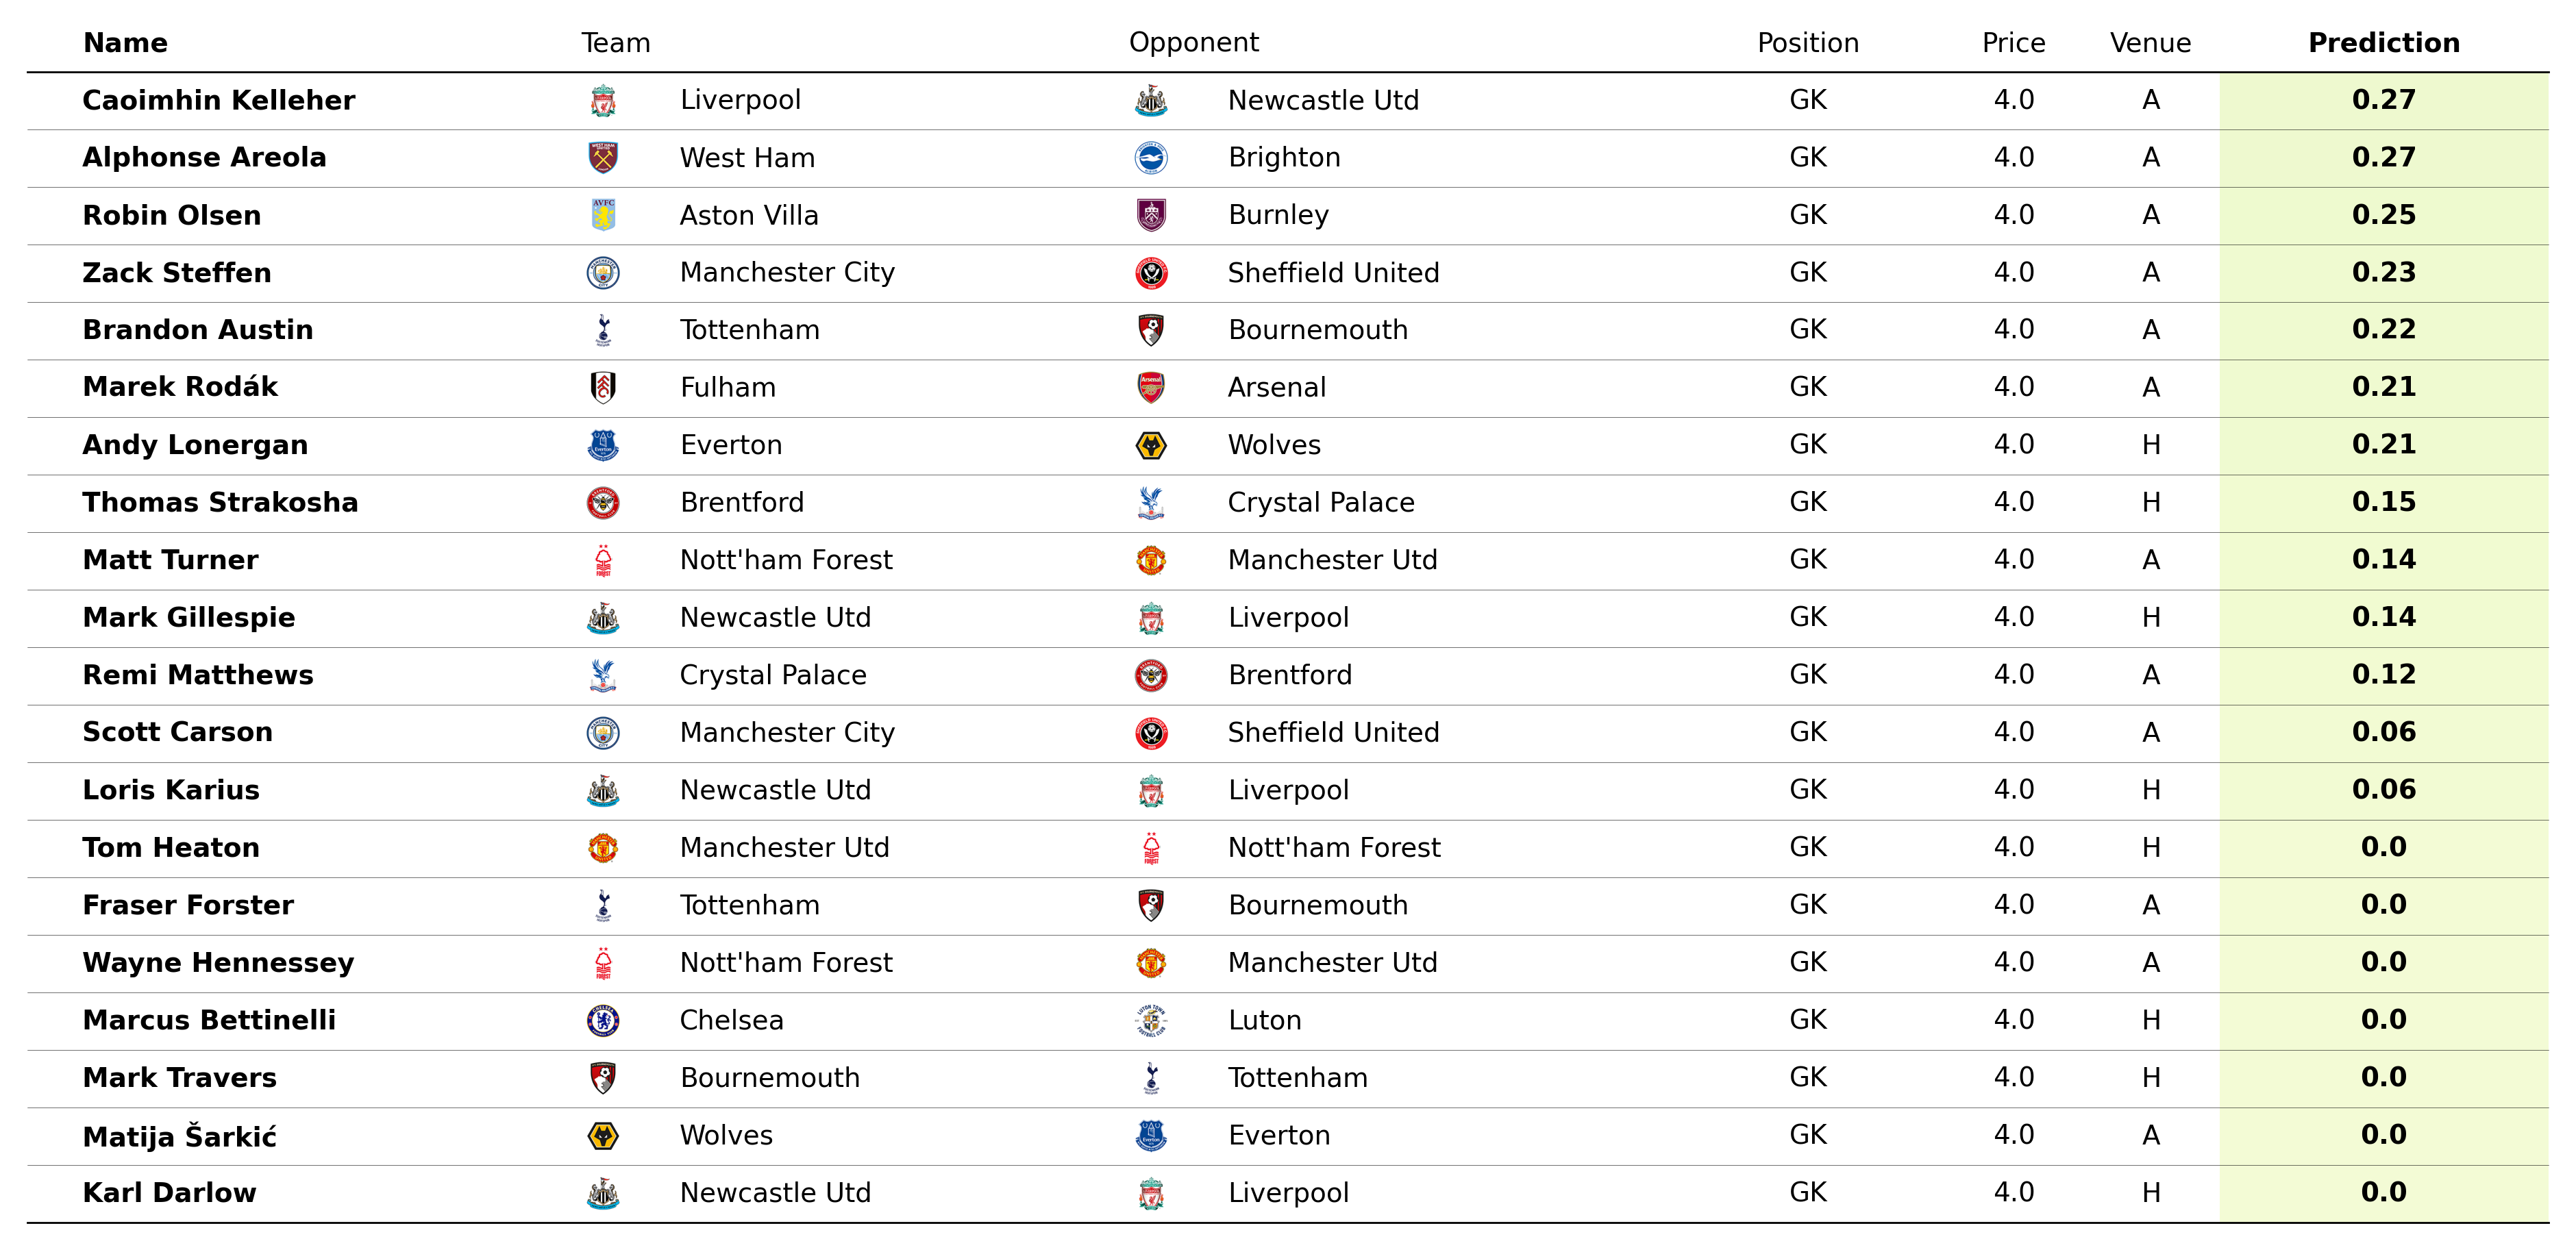 Name Team Opponent Position Price Venue Prediction
Caoimhin Kelleher Liverpool Newcastle Utd GK 4.0 A 0.27
Alphonse Areola West Ham Brighton GK 4.0 A 0.27
Robin Olsen Aston Villa Burnley GK 4.0 A 0.25
Zack Steffen Manchester City Sheffield United GK 4.0 A 0.23
Brandon Austin Tottenham Bournemouth GK 4.0 A 0.22
Marek Rodák Fulham Arsenal GK 4.0 A 0.21
Andy Lonergan Everton Wolves GK 4.0 H 0.21
Thomas Strakosha Brentford Crystal Palace GK 4.0 H 0.15
Matt Turner Nott'ham Forest Manchester Utd GK 4.0 A 0.14
Mark Gillespie Newcastle Utd Liverpool GK 4.0 H 0.14
Remi Matthews Crystal Palace Brentford GK 4.0 A 0.12
Scott Carson Manchester City Sheffield United GK 4.0 A 0.06
Loris Karius Newcastle Utd Liverpool GK 4.0 H 0.06
Tom Heaton Manchester Utd Nott'ham Forest GK 4.0 H 0.0
Fraser Forster Tottenham Bournemouth GK 4.0 A 0.0
Wayne Hennessey Nott'ham Forest Manchester Utd GK 4.0 A 0.0
Marcus Bettinelli Chelsea Luton GK 4.0 H 0.0
Mark Travers Bournemouth Tottenham GK 4.0 H 0.0
Matija Šarkić Wolves Everton GK 4.0 A 0.0
Karl Darlow Newcastle Utd Liverpool GK 4.0 H 0.0